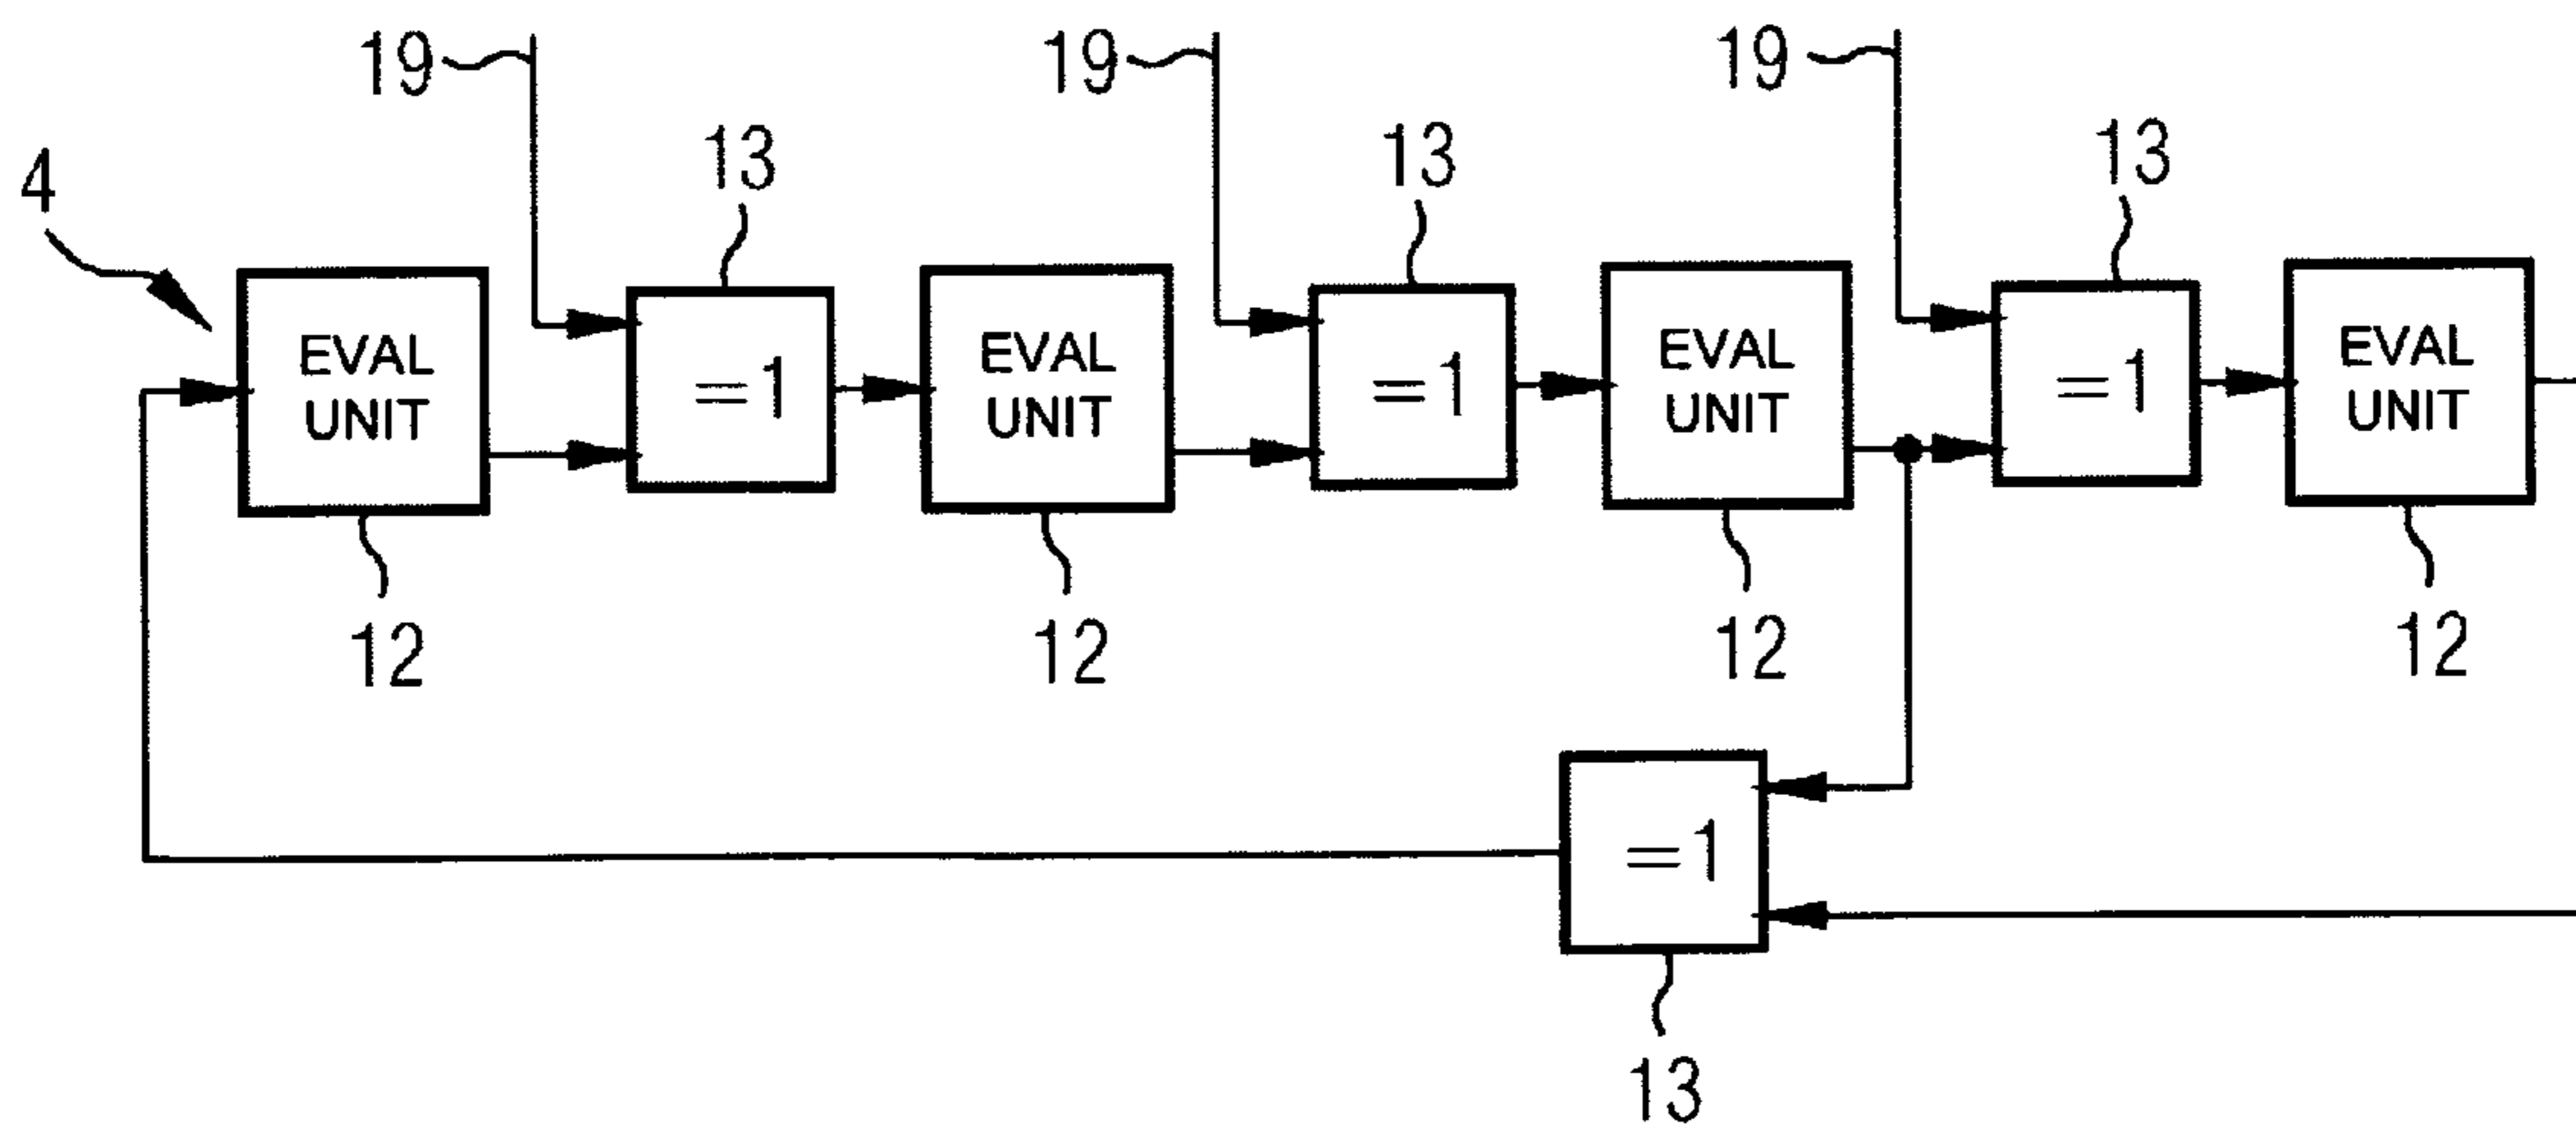 19 19 19
13 13 13
4
EVAL UNIT =1 EVAL UNIT =1 EVAL UNIT =1 EVAL UNIT
12 12 12 12
=1
13